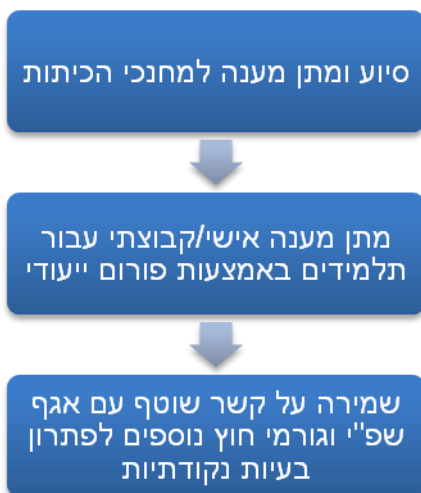 סיוע ומתן מענה למחנכי הכיתות
מתן מענה אישי/קבוצתי עבור
תלמידים באמצעות פורום ייעודי
שמירה על קשר שוטף עם אגף
שפ''י וגורמי חוץ נוספים לפתרון
בעיות נקודתיות